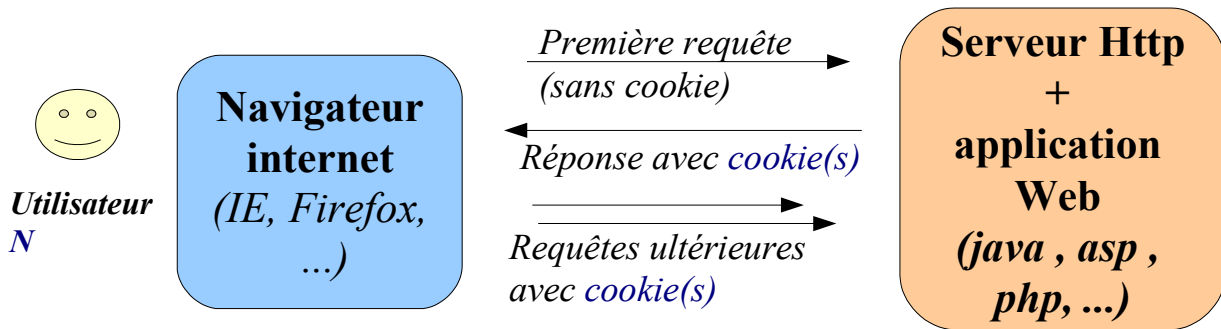 Utilisateur
N
Navigateur
internet
(IE, Firefox,
...)
Première requête
(sans cookie)
Réponse avec cookie(s)
Requêtes ultérieures
avec cookie(s)
Serveur Http
+
application
Web
(java , asp ,
php, ...)